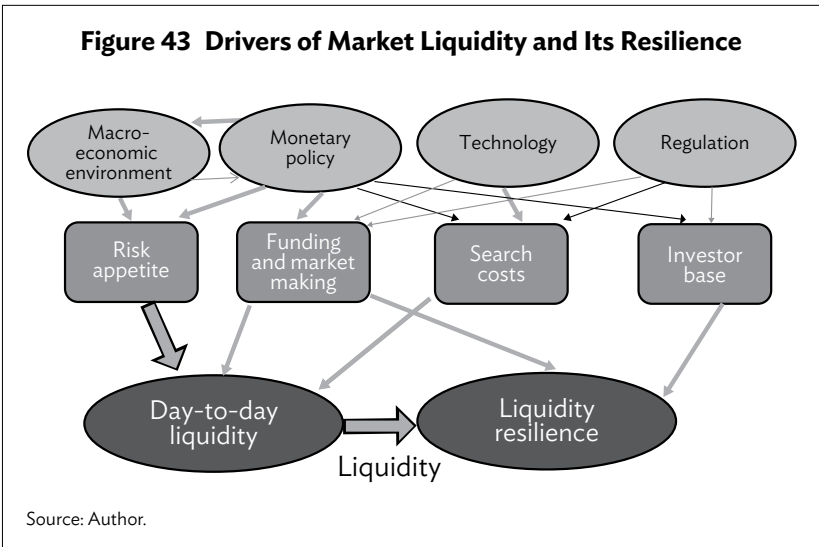 Figure 43 Drivers of Market Liquidity and Its Resilience
Macro-
economic
environment
Monetary
policy
Technology
Regulation
Risk
appetite
Funding
and market
making
Search
costs
Investor
base
Day-to-day
liquidity
Liquidity
resilience
Liquidity
Source: Author.